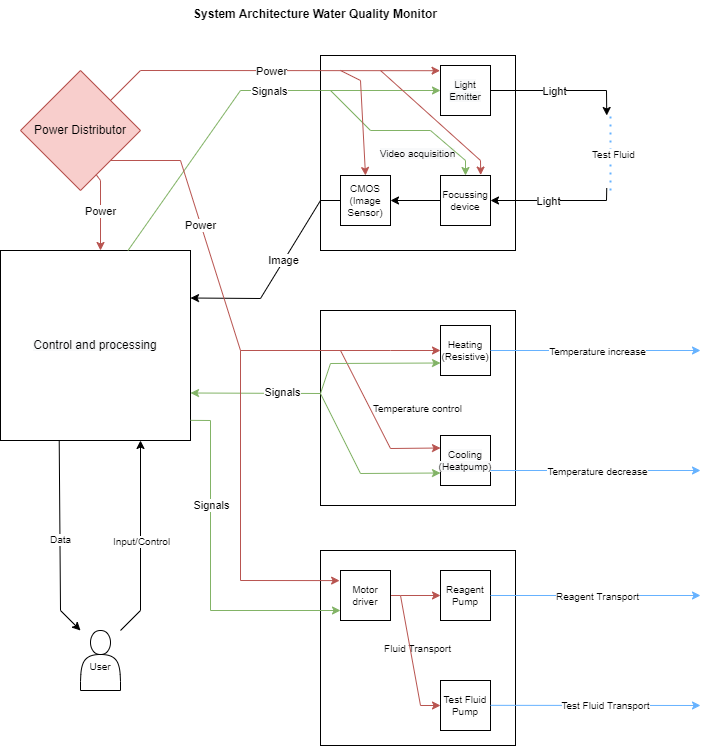 System Architecture Water Quality Monitor
Power
Signals
Light
Emitter
Light
Power Distributor
Video acquisition
Test Fluid
CMOS
(Image
Sensor)
Focussing
device
Light
Power
Power
Image
Control and processing
Heating
(Resistive)
Temperature increase
Signals
Temperature control
Cooling
(Heatpump)
Temperature decrease
Signals
Data
Input/Control
Motor
driver
Reagent
Pump
Reagent Transport
Fluid Transport
User
Test Fluid
Pump
Test Fluid Transport